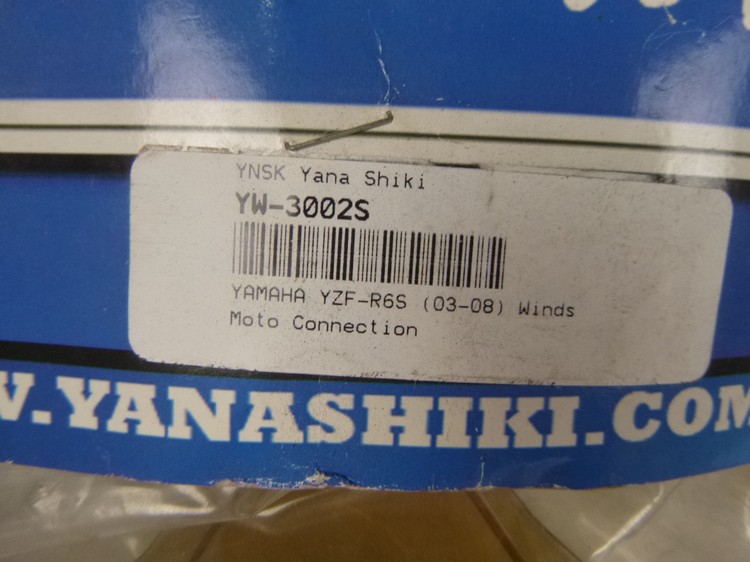 YNSK Yana Shiki
YW-3002S
YAMAHA YZF-R6S (03-08) Winds
Moto Connection
W.YANASHIKI.COM